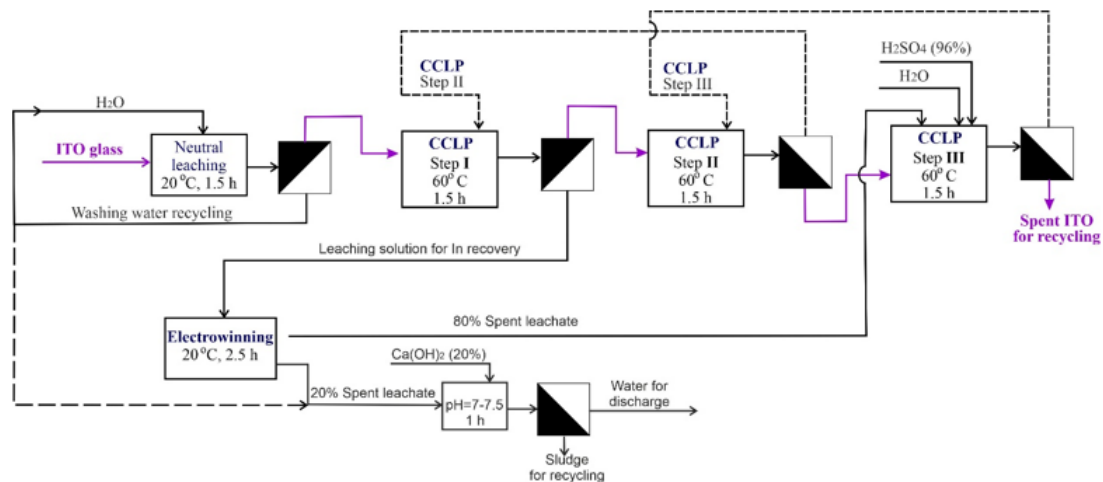 H2O
ITO glass
Neutral
leaching
20 °C, 1.5 h
Washing water recycling
CCLP
Step II
CCLP
Step I
60° C
1.5 h
CCLP
Step III
CCLP
Step II
60° C
1.5 h
H2SO4 (96%)
H2O
CCLP
Step III
60° C
1.5 h
Spent ITO
for recycling
Leaching solution for In recovery
Electrowinning
20 °C, 2.5 h
80% Spent leachate
20% Spent leachate
Ca(OH)2 (20%)
pH=7-7.5
1 h
Water for
discharge
Sludge
for recycling